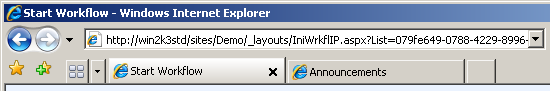 Start Workflow - Windows Internet Explorer
http://win2k3std/sites/Demo/_layouts/IniWrkflIP.aspx?List=079fe649-0788-4229-8996-
Start Workflow
Announcements